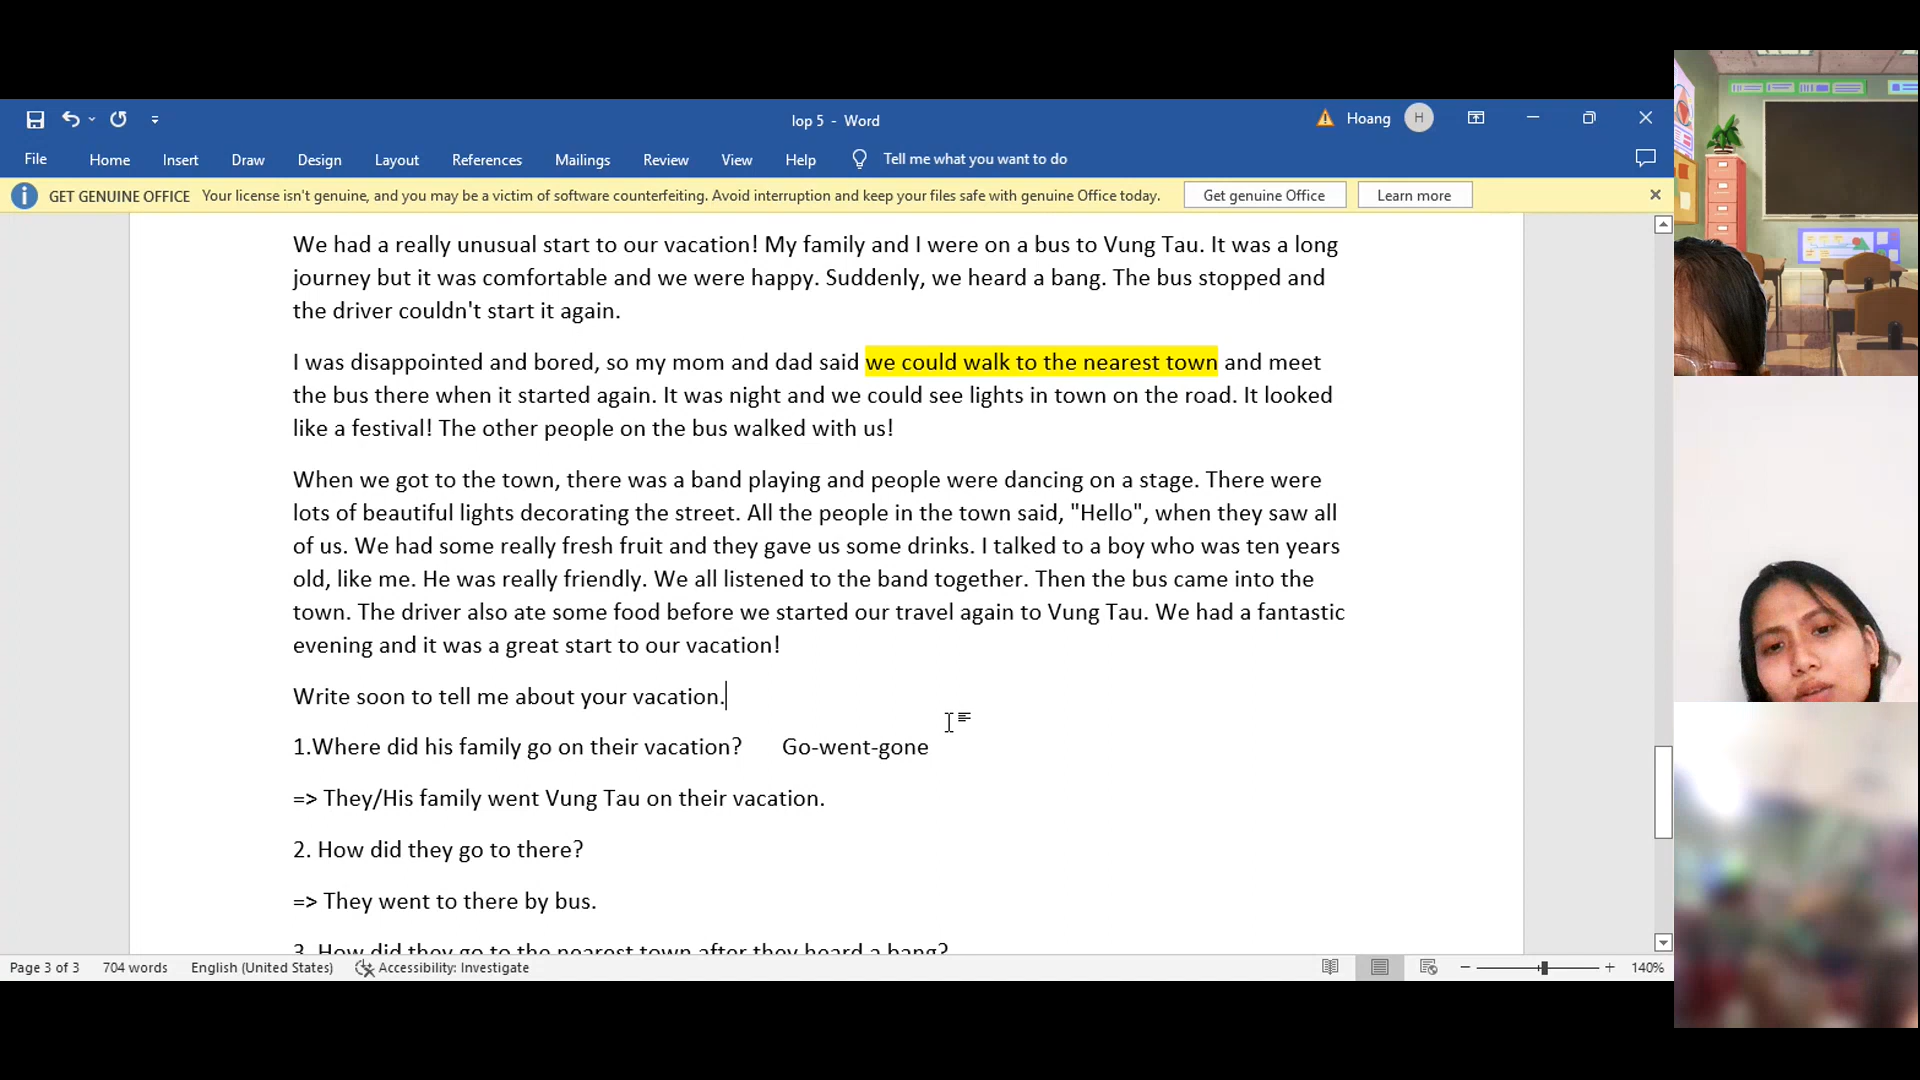 lop 5 - Word
Hoang
H
File Home Insert Draw Design Layout References Mailings Review View Help Tell me what you want to do
GET GENUINE OFFICE Your license isn't genuine, and you may be a victim of software counterfeiting. Avoid interruption and keep your files safe with genuine Office today. Get genuine Office Learn more
We had a really unusual start to our vacation! My family and I were on a bus to Vung Tau. It was a long
journey but it was comfortable and we were happy. Suddenly, we heard a bang. The bus stopped and
the driver couldn't start it again.
I was disappointed and bored, so my mom and dad said we could walk to the nearest town and meet
the bus there when it started again. It was night and we could see lights in town on the road. It looked
like a festival! The other people on the bus walked with us!
When we got to the town, there was a band playing and people were dancing on a stage. There were
lots of beautiful lights decorating the street. All the people in the town said, "Hello", when they saw all
of us. We had some really fresh fruit and they gave us some drinks. I talked to a boy who was ten years
old, like me. He was really friendly. We all listened to the band together. Then the bus came into the
town. The driver also ate some food before we started our travel again to Vung Tau. We had a fantastic
evening and it was a great start to our vacation!
Write soon to tell me about your vacation.
1.Where did his family go on their vacation? Go-went-gone
=> They/His family went Vung Tau on their vacation.
2. How did they go to there?
=> They went to there by bus.
3. How did they go to the nearest town after they heard a bang?
Page 3 of 3 704 words English (United States) Accessibility: Investigate 140%